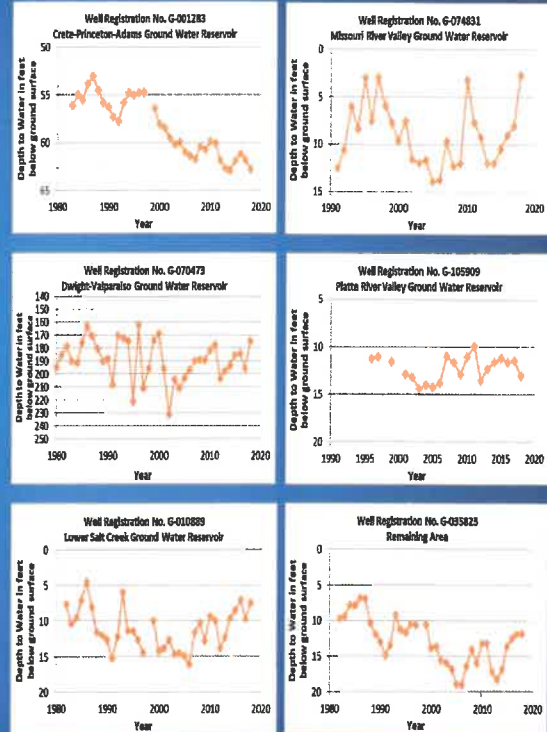 Well Registration No. G-001283
Crete-Princeton-Adams Ground Water Reservoir
Depth to Water in feet
below ground surface
50
55
60
65
1980 1990 2000 2010 2020
Year
Well Registration No. G-074831
Missouri River Valley Ground Water Reservoir
Depth to Water in feet
below ground surface
0
5
10
15
1990 1995 2000 2005 2010 2015 2020
Year
Well Registration No. G-070473
Dwight-Valparaiso Ground Water Reservoir
Depth to Water in feet
below ground surface
140
150
160
170
180
190
200
210
220
230
240
250
1980 1990 2000 2010 2020
Year
Well Registration No. G-105909
Platte River Valley Ground Water Reservoir
Depth to Water in feet
below ground surface
5
10
15
20
1990 1995 2000 2005 2010 2015 2020
Year
Well Registration No. G-010889
Lower Salt Creek Ground Water Reservoir
Depth to Water in feet
below ground surface
0
5
10
15
20
1980 1990 2000 2010 2020
Year
Well Registration No. G-035825
Remaining Area
Depth to Water in feet
below ground surface
0
5
10
15
20
1980 1990 2000 2010 2020
Year